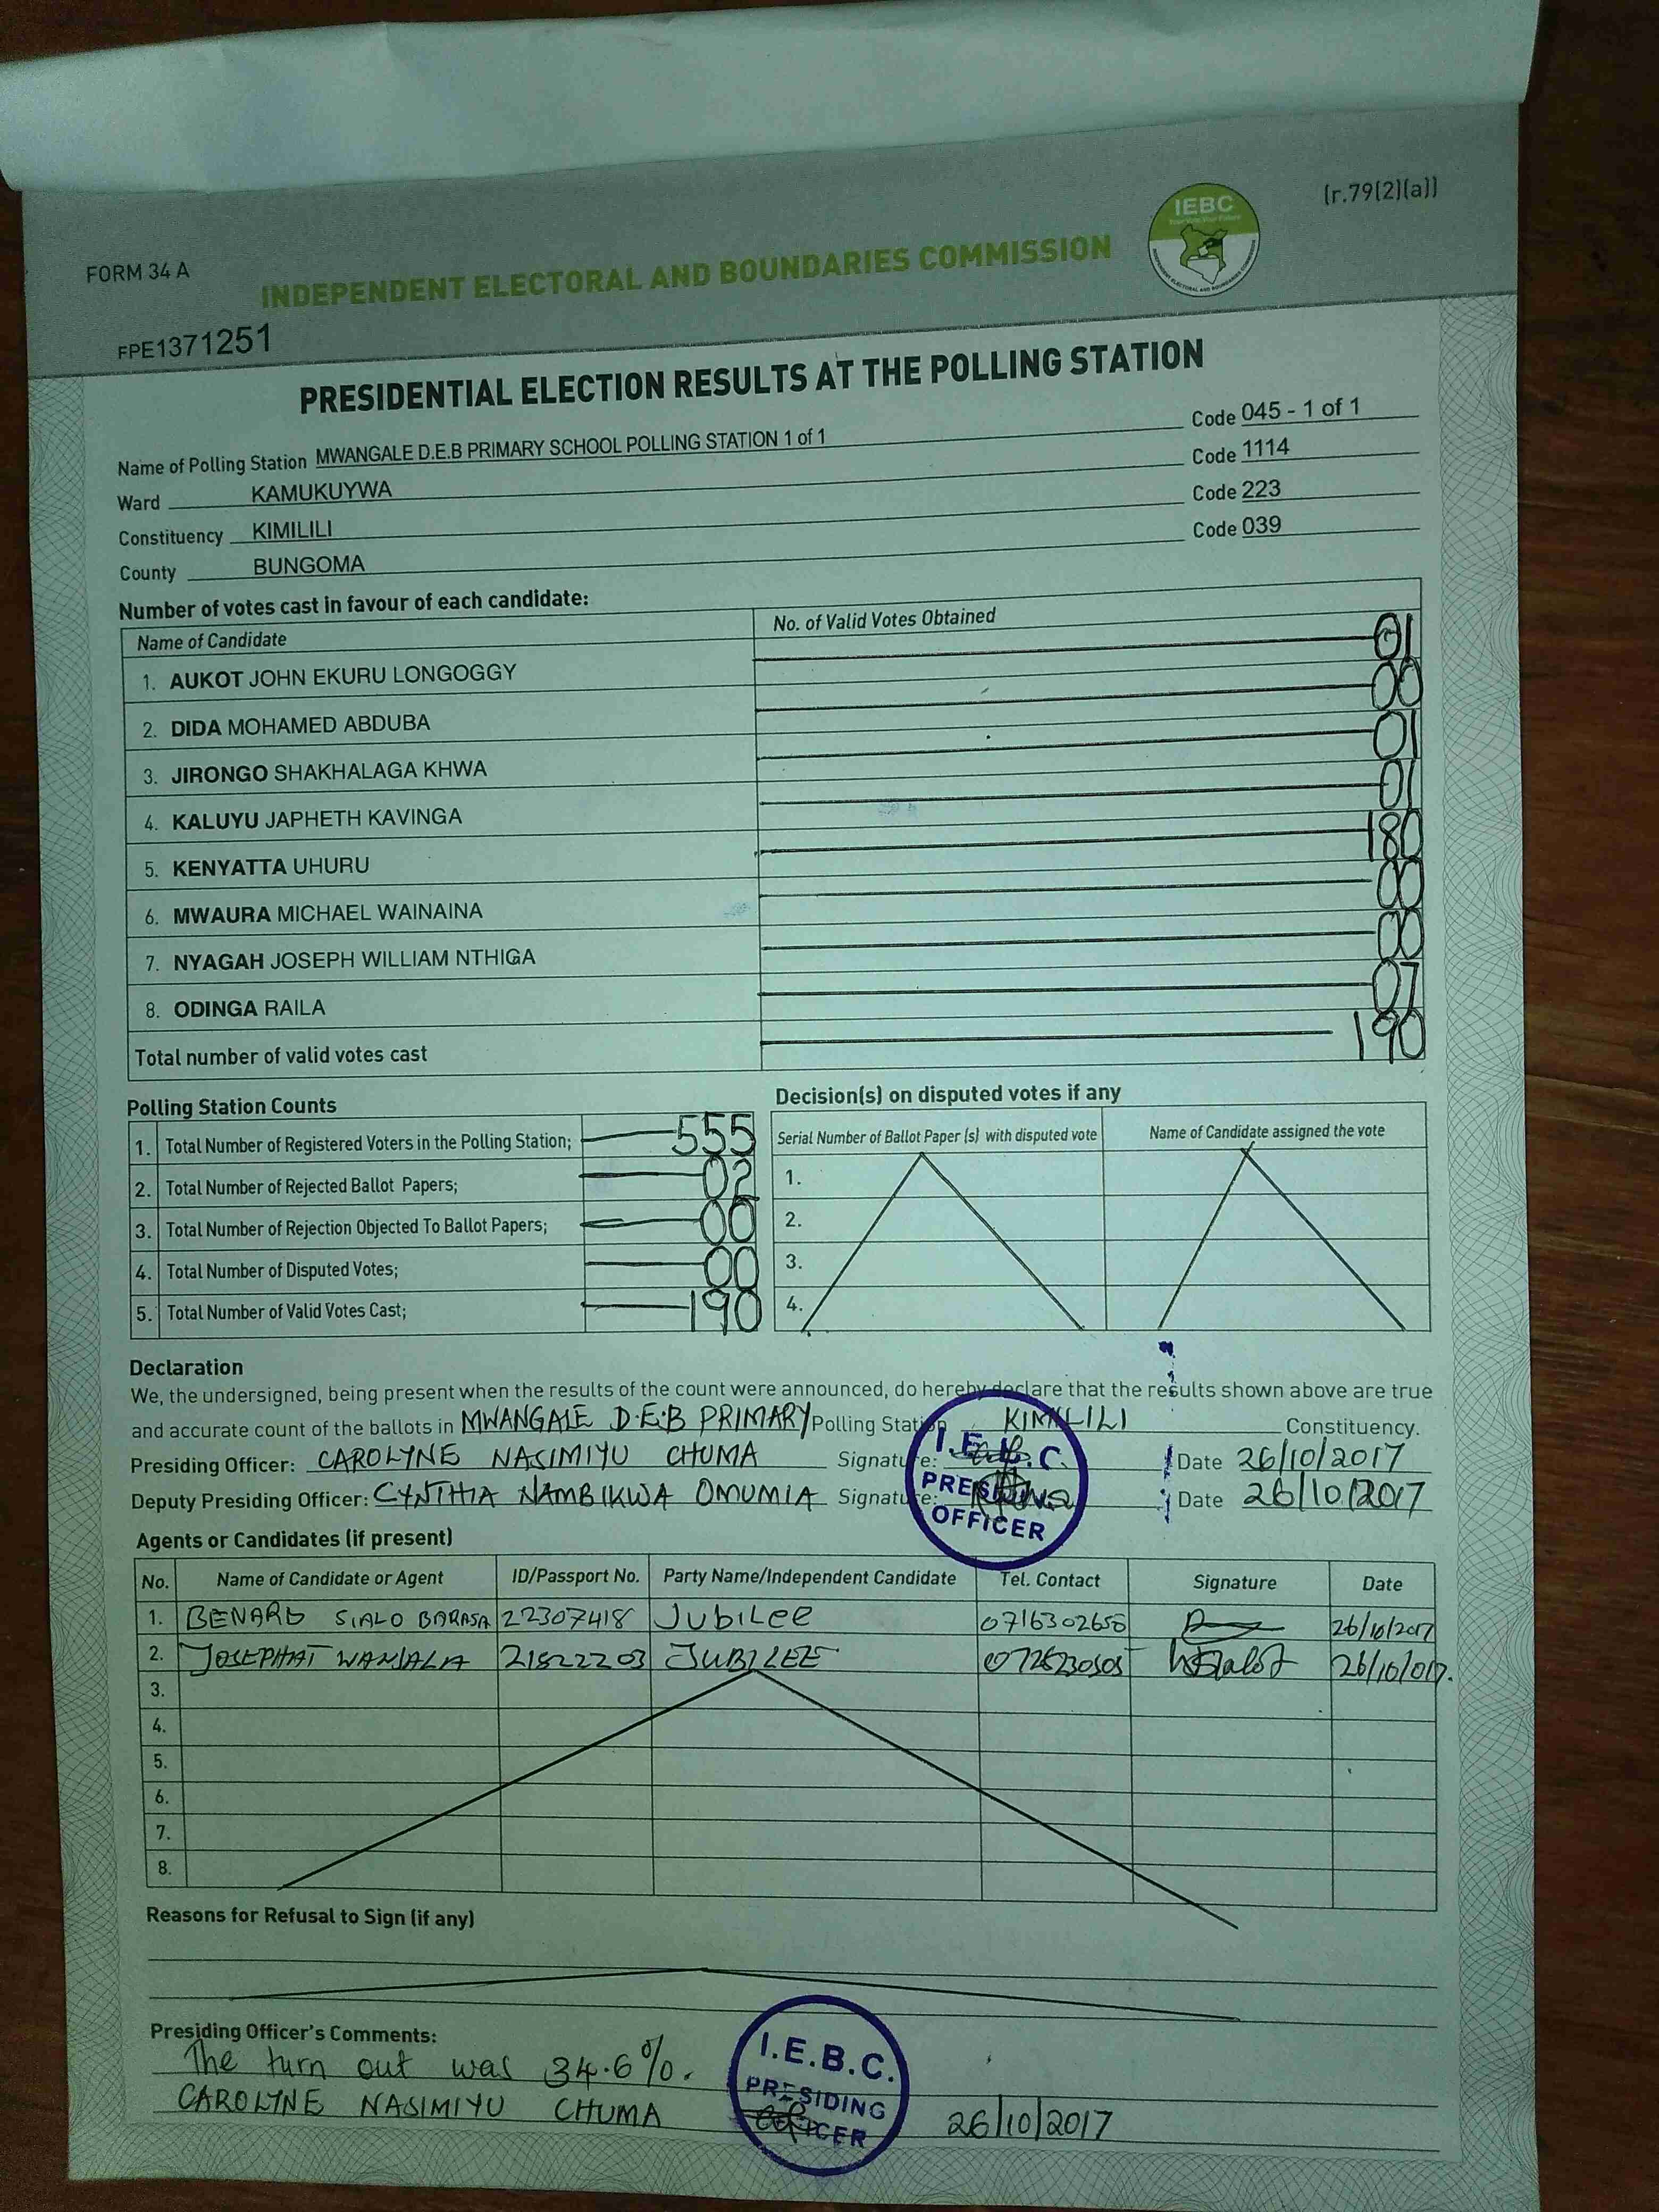 (r.79(2)(a))
IEBC
FORM 34 A
INDEPENDENT ELECTORAL AND BOUNDARIES COMMISSION
FPE1371251
PRESIDENTIAL ELECTION RESULTS AT THE POLLING STATION
Name of Polling Station MWANGALE D.E.B PRIMARY SCHOOL POLLING STATION 1 of 1 Code 045 - 1 of 1
Ward KAMUKUYWA Code 1114
Constituency KIMILILI Code 223
County BUNGOMA Code 039
Number of votes cast in favour of each candidate:
Name of Candidate No. of Valid Votes Obtained
1. AUKOT JOHN EKURU LONGOGGY 01
2. DIDA MOHAMED ABDUBA 00
3. JIRONGO SHAKHALAGA KHWA 01
4. KALUYU JAPHETH KAVINGA 01
5. KENYATTA UHURU 180
6. MWAURA MICHAEL WAINAINA 00
7. NYAGAH JOSEPH WILLIAM NTHIGA 00
8. ODINGA RAILA 07
Total number of valid votes cast 190
Polling Station Counts
1. Total Number of Registered Voters in the Polling Station; 555
2. Total Number of Rejected Ballot Papers; 02
3. Total Number of Rejection Objected To Ballot Papers; 00
4. Total Number of Disputed Votes; 00
5. Total Number of Valid Votes Cast; 190
Decision(s) on disputed votes if any
Serial Number of Ballot Paper (s) with disputed vote Name of Candidate assigned the vote
1.
2.
3.
4.
Declaration
We, the undersigned, being present when the results of the count were announced, do hereby declare that the results shown above are true
and accurate count of the ballots in MWANGALE D.E.B PRIMARY Polling Station KIMILILI Constituency.
Presiding Officer: CAROLYNE NASIMIYU CHUMA Signature: Date 26/10/2017
Deputy Presiding Officer: CYNTHIA NAMBIKWA OMUMIA Signature: Date 26/10/2017
I.E.B.C.
PRESIDING
OFFICER
Agents or Candidates (if present)
No. Name of Candidate or Agent ID/Passport No. Party Name/Independent Candidate Tel. Contact Signature Date
1. BENARD SIALO BARASA 22307418 Jubilee 26/10/2017
2. JOSEPHAT WANJALA JUBILEE 26/10/017.
3.
4.
5.
6.
7.
8.
Reasons for Refusal to Sign (if any)
Presiding Officer's Comments:
The turn out was 34.6%.
CAROLYNE NASIMIYU CHUMA 26/10/2017
I.E.B.C.
PRESIDING
OFFICER